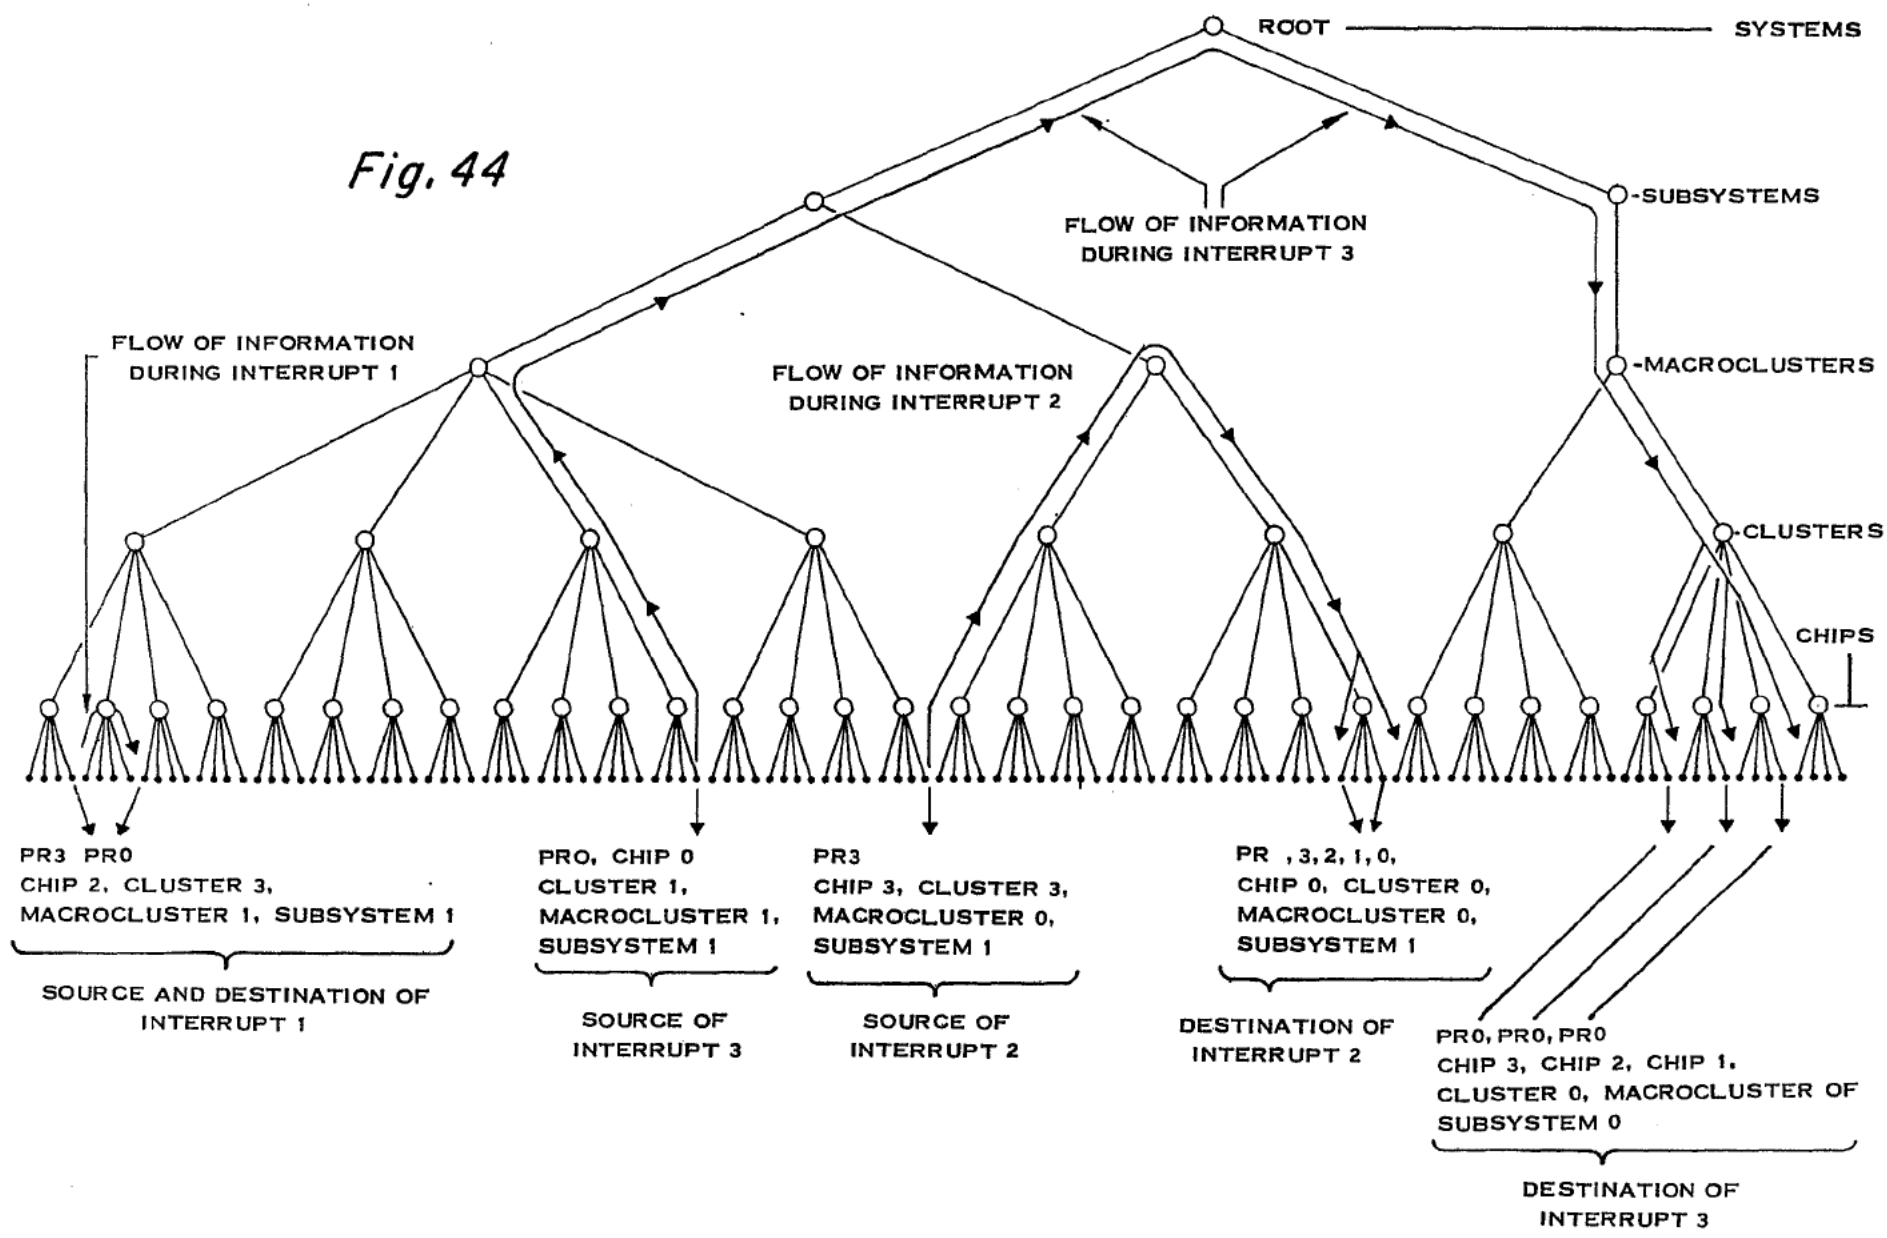 ROOT
SYSTEMS
Fig. 44
-SUBSYSTEMS
FLOW OF INFORMATION
DURING INTERRUPT 3
FLOW OF INFORMATION
DURING INTERRUPT 1
FLOW OF INFORMATION
DURING INTERRUPT 2
-MACROCLUSTERS
-CLUSTERS
CHIPS
PR3 PR0
CHIP 2, CLUSTER 3,
MACROCLUSTER 1, SUBSYSTEM 1
SOURCE AND DESTINATION OF
INTERRUPT 1
PR0, CHIP 0
CLUSTER 1,
MACROCLUSTER 1,
SUBSYSTEM 1
SOURCE OF
INTERRUPT 3
PR3
CHIP 3, CLUSTER 3,
MACROCLUSTER 0,
SUBSYSTEM 1
SOURCE OF
INTERRUPT 2
PR ,3,2,1,0,
CHIP 0, CLUSTER 0,
MACROCLUSTER 0,
SUBSYSTEM 1
DESTINATION OF
INTERRUPT 2
PR0, PR0, PR0
CHIP 3, CHIP 2, CHIP 1.
CLUSTER 0, MACROCLUSTER OF
SUBSYSTEM 0
DESTINATION OF
INTERRUPT 3